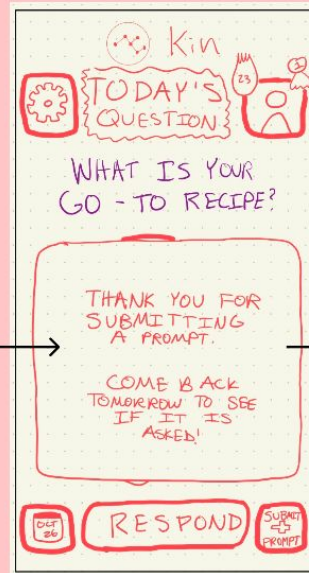 Kin
23
1
TODAY'S
QUESTION
WHAT IS YOUR
GO-TO RECIPE?
THANK YOU FOR
SUBMITTING
A PROMPT.
COME BACK
TOMORROW TO SEE
IF IT IS
ASKED!
OCT
26
RESPOND
SUBMIT
PROMPT